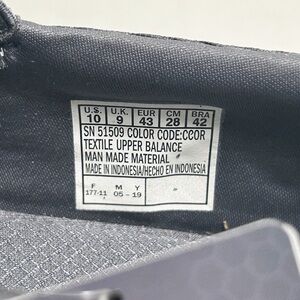 U.S. U.K. EUR CM BRA
10 9 43 28 42
SN 51509 COLOR CODE:CCOR
TEXTILE UPPER BALANCE
MAN MADE MATERIAL
MADE IN INDONESIA/HECHO EN INDONESIA
F M Y
177-11 05 - 19